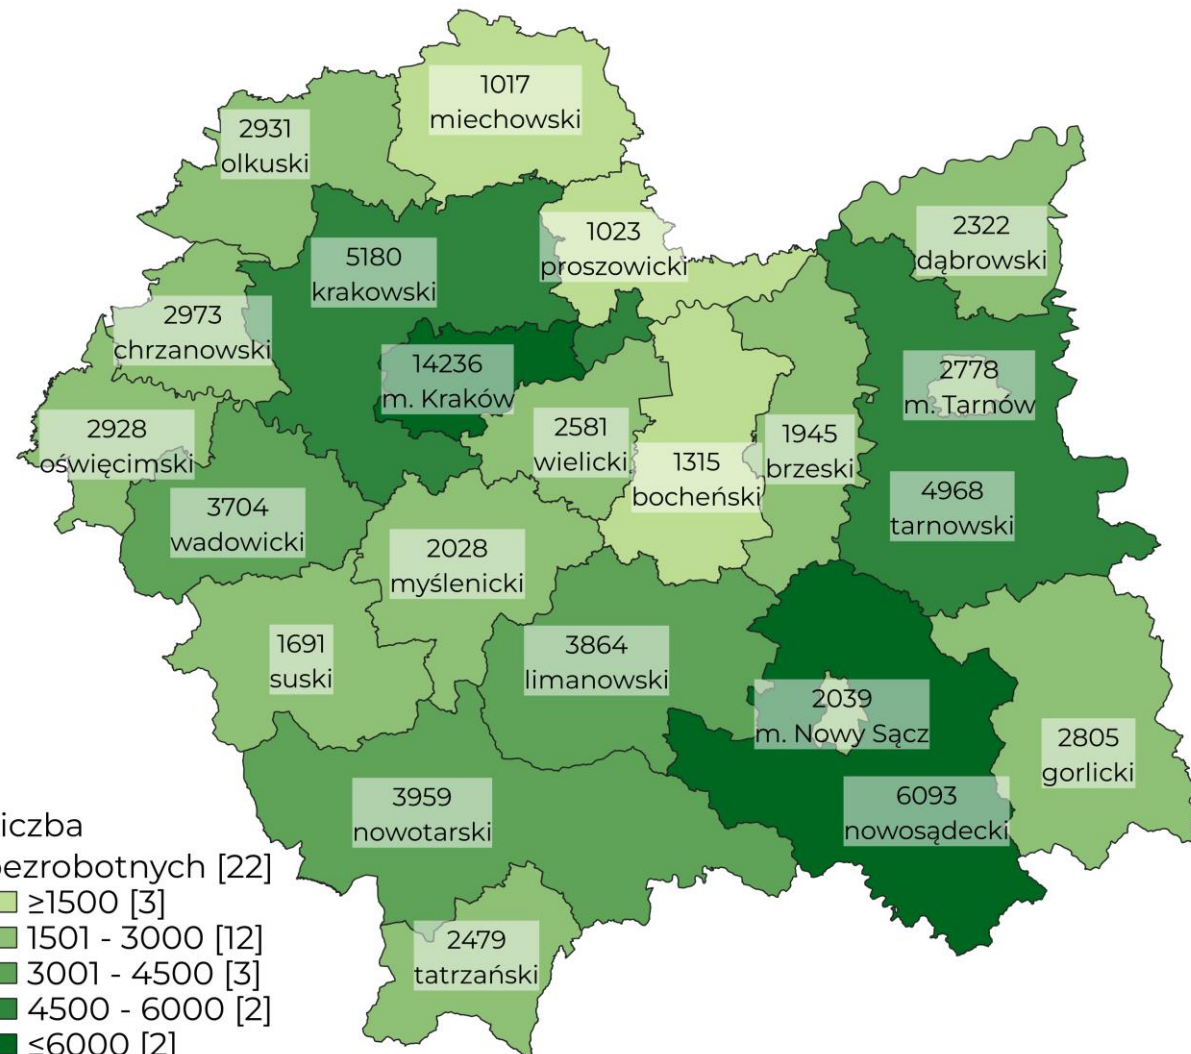 1017
miechowski
2931
olkuski
2322
dąbrowski
1023
proszowicki
5180
krakowski
2973
chrzanowski
14236
m. Kraków
2778
m. Tarnów
2928
oświęcimski
2581
wielicki
1945
brzeski
1315
bocheński
4968
tarnowski
3704
wadowicki
2028
myślenicki
1691
suski
3864
limanowski
2039
m. Nowy Sącz
2805
gorlicki
3959
nowotarski
6093
nowosądecki
2479
tatrzański
iczba
ezrobotnych [22]
≥1500 [3]
1501 - 3000 [12]
3001 - 4500 [3]
4500 - 6000 [2]
≤6000 [2]